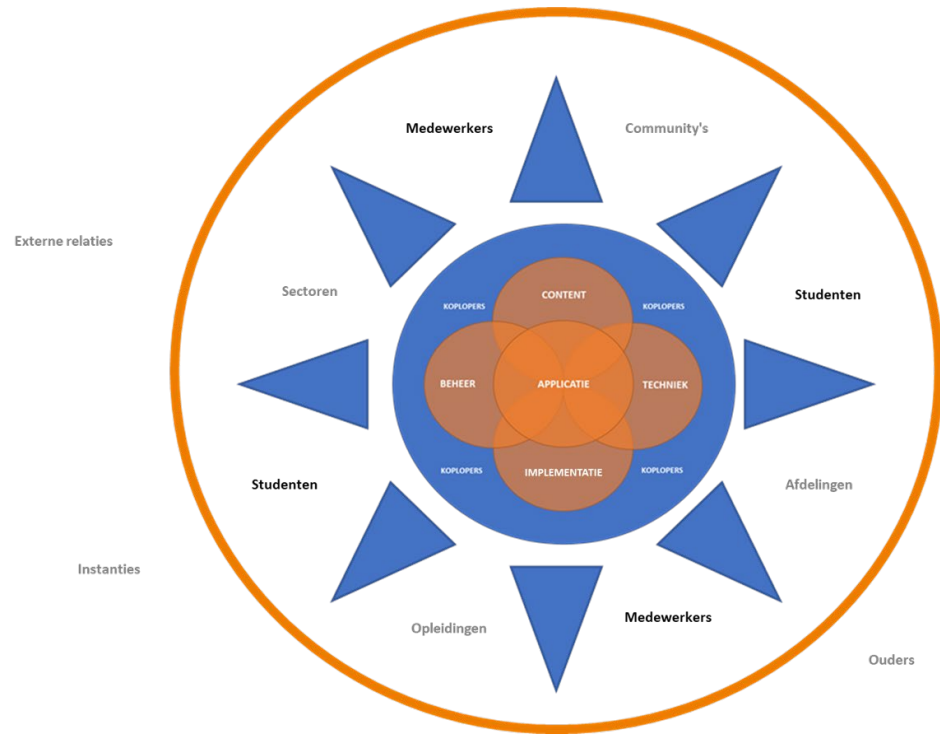 Medewerkers
Community's
Externe relaties
Sectoren
Studenten
KOPLOPERS
CONTENT
KOPLOPERS
BEHEER
APPLICATIE
TECHNIEK
KOPLOPERS
IMPLEMENTATIE
KOPLOPERS
Studenten
Afdelingen
Instanties
Opleidingen
Medewerkers
Ouders